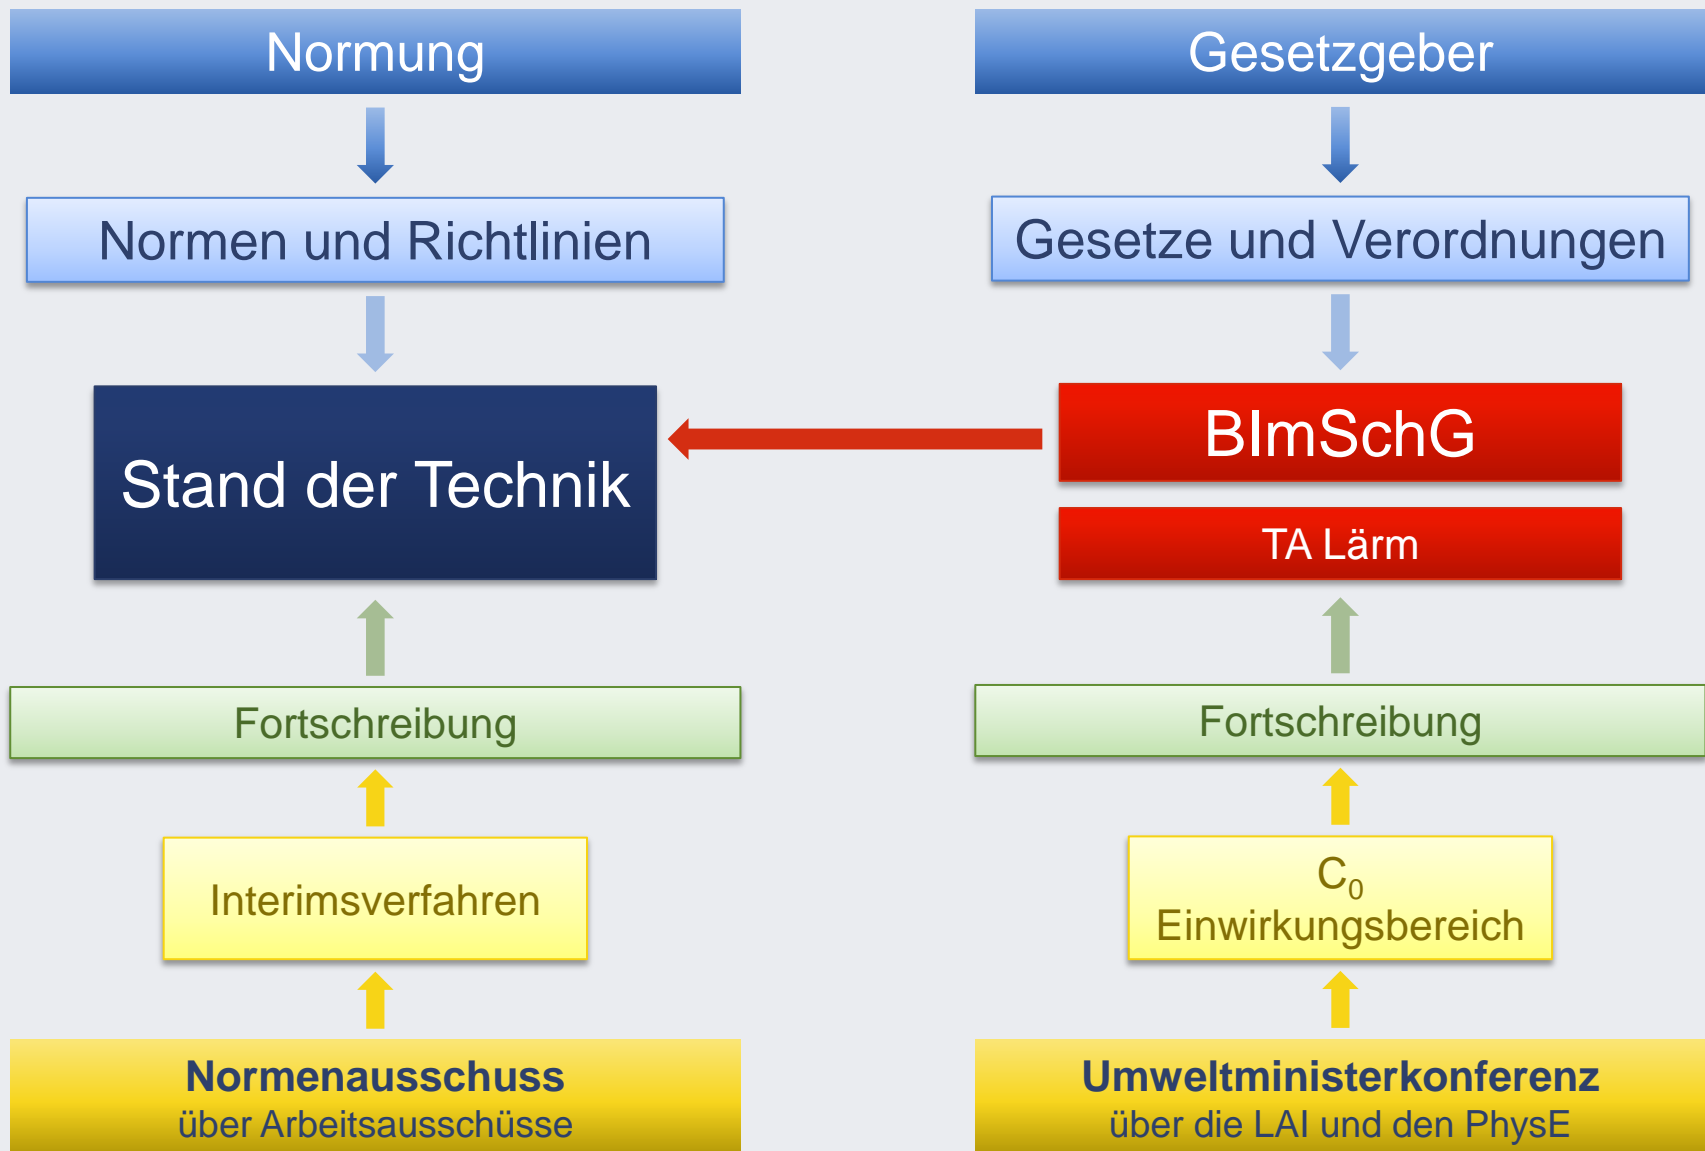 Normung
Gesetzgeber
Normen und Richtlinien
Gesetze und Verordnungen
Stand der Technik
BImSchG
TA Lärm
Fortschreibung
Fortschreibung
Interimsverfahren
C₀
Einwirkungsbereich
Normenausschuss
über Arbeitsausschüsse
Umweltministerkonferenz
über die LAI und den PhysE